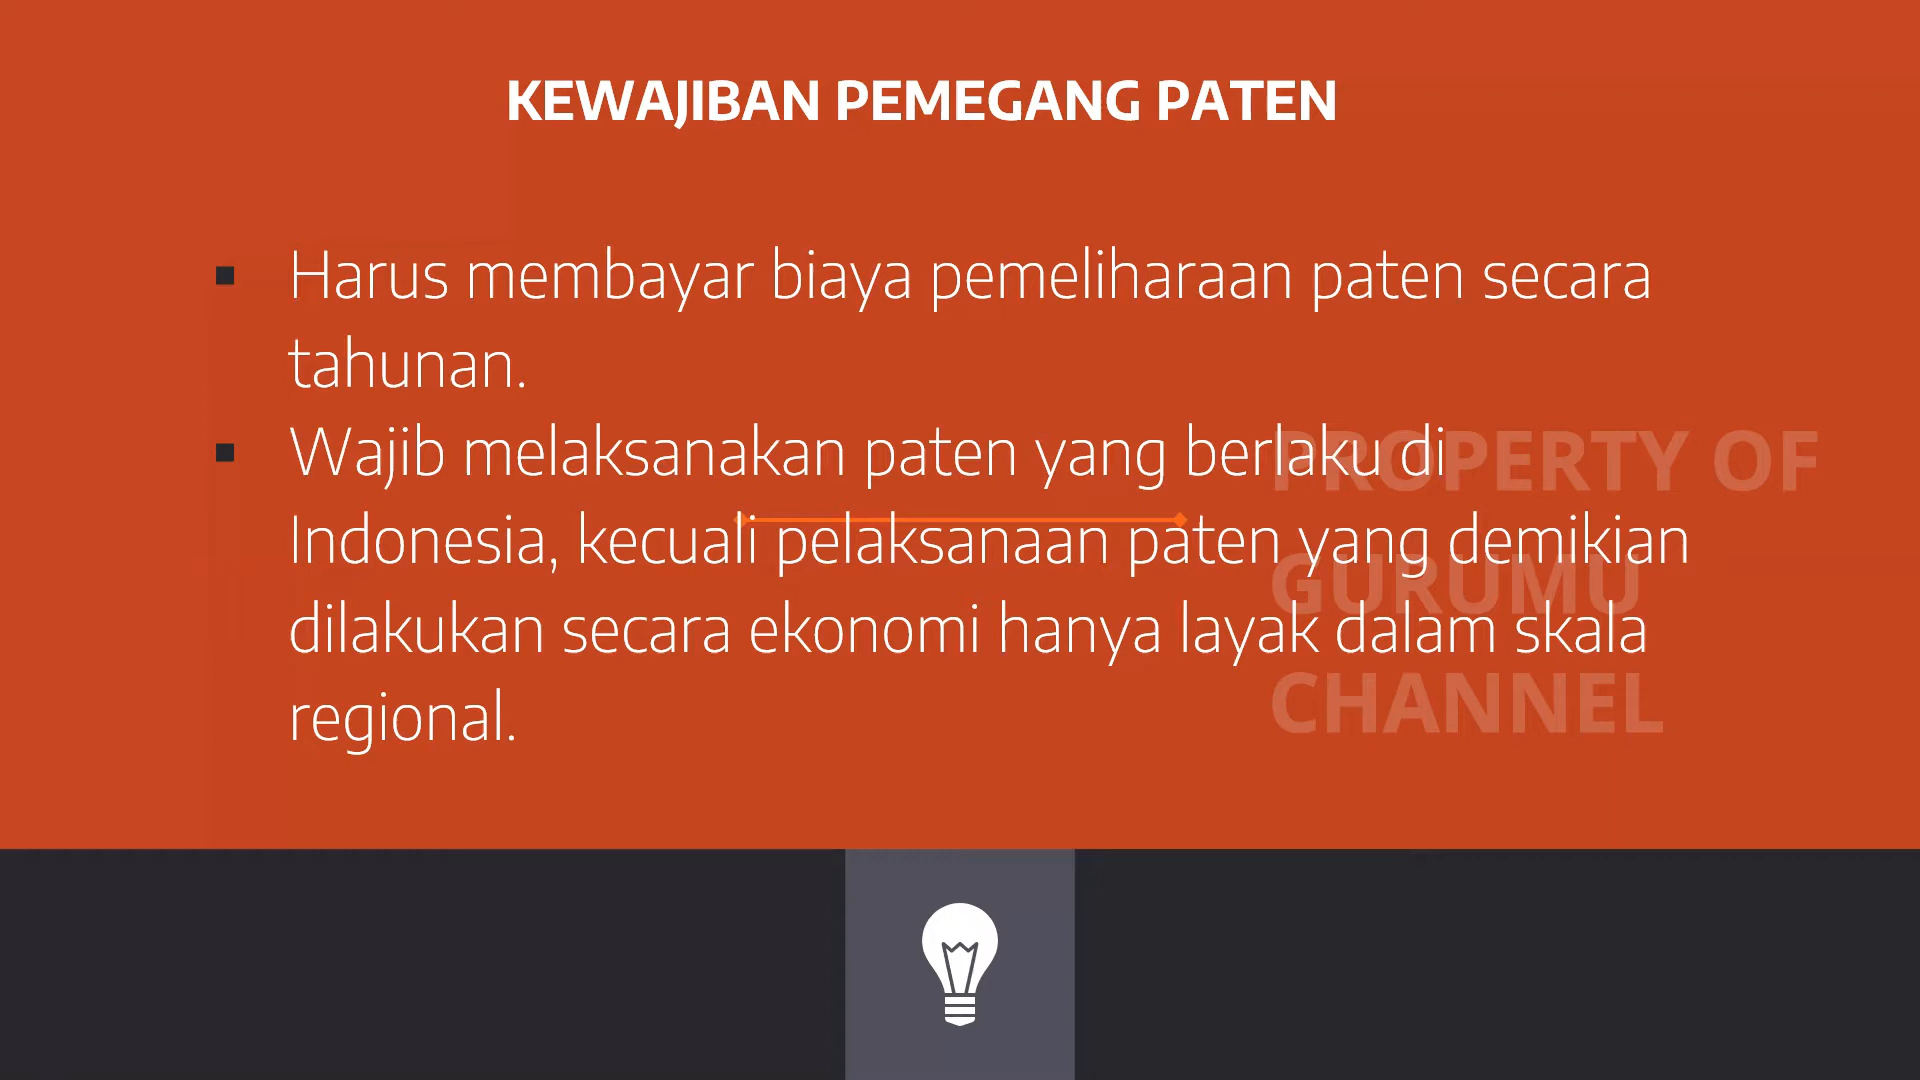 KEWAJIBAN PEMEGANG PATEN
▪ Harus membayar biaya pemeliharaan paten secara
tahunan.
▪ Wajib melaksanakan paten yang berlaku di
Indonesia, kecuali pelaksanaan paten yang demikian
dilakukan secara ekonomi hanya layak dalam skala
regional.
PROPERTY OF
GURUMU
CHANNEL